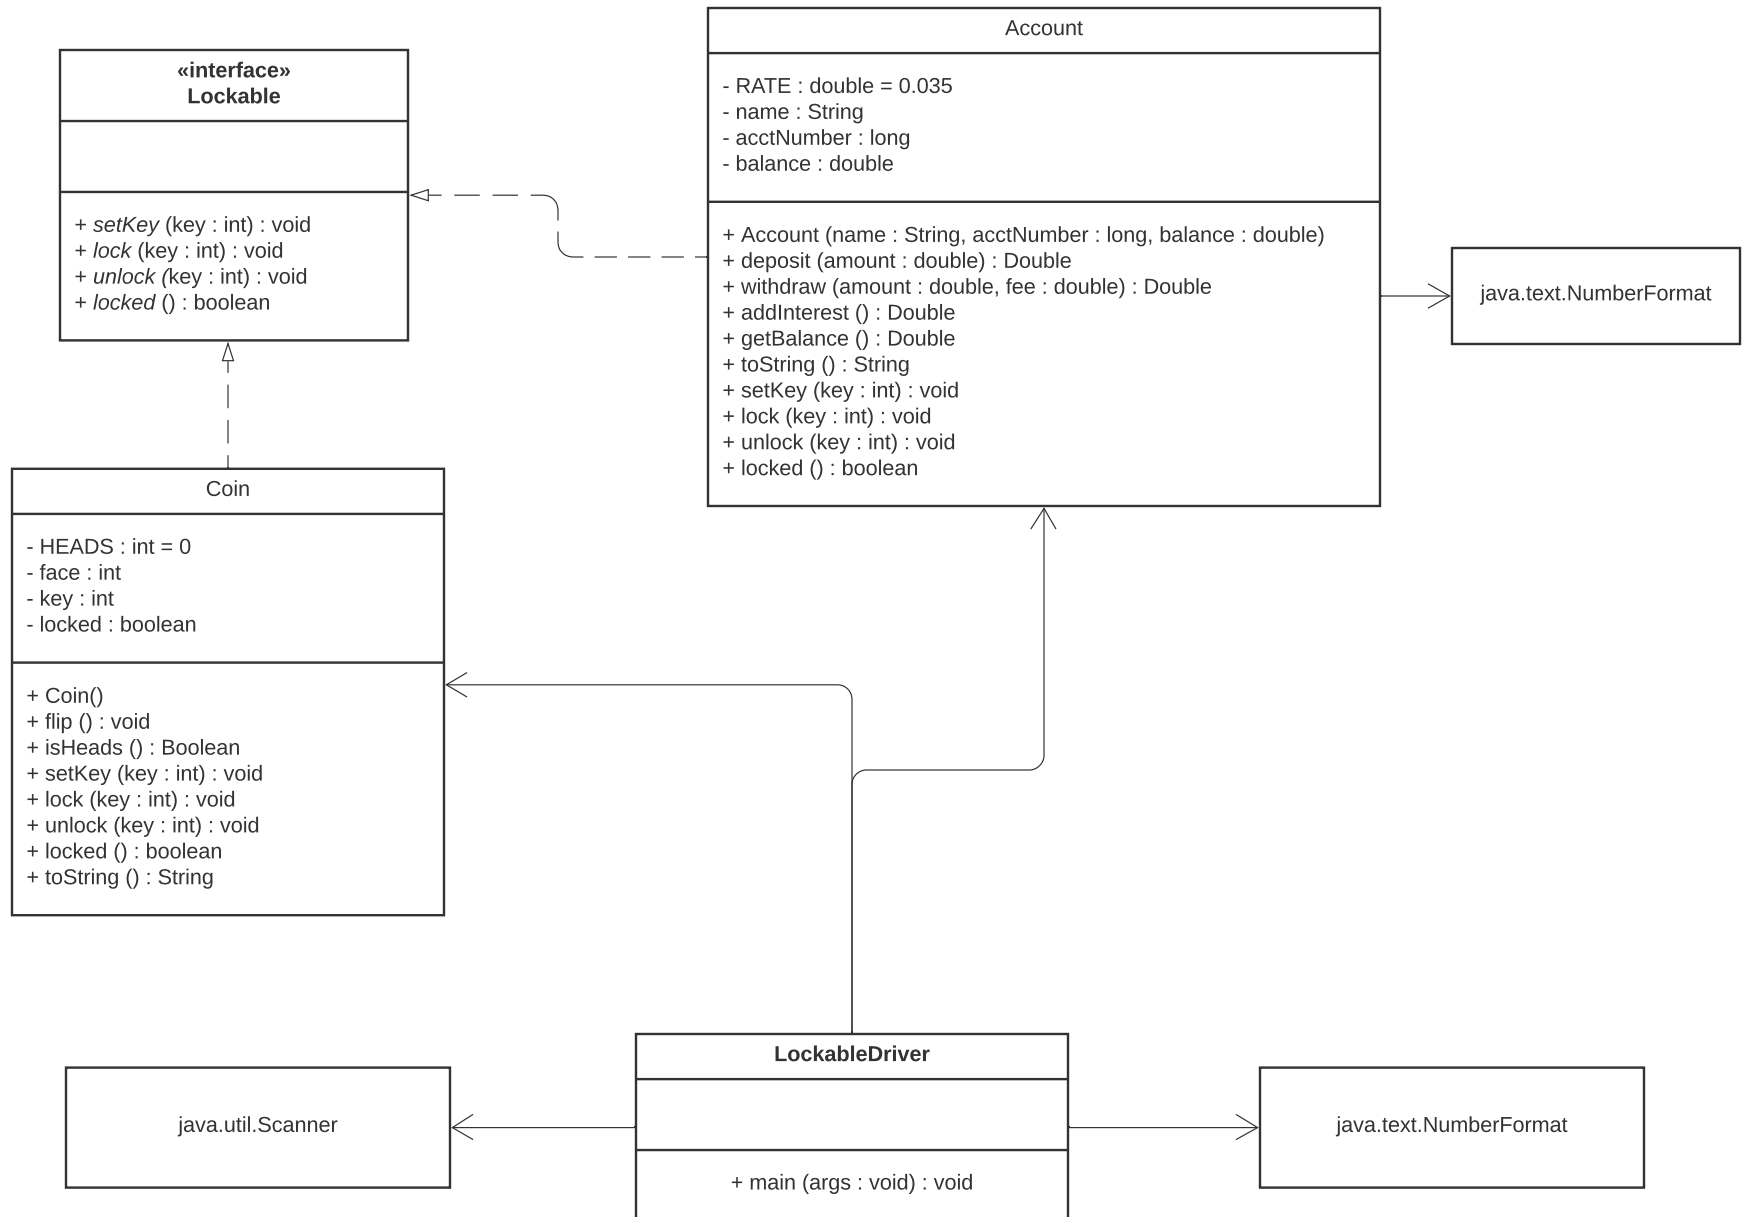 «interface»
Lockable
+ setKey (key : int) : void
+ lock (key : int) : void
+ unlock (key : int) : void
+ locked () : boolean
Account
- RATE : double = 0.035
- name : String
- acctNumber : long
- balance : double
+ Account (name : String, acctNumber : long, balance : double)
+ deposit (amount : double) : Double
+ withdraw (amount : double, fee : double) : Double
+ addInterest () : Double
+ getBalance () : Double
+ toString () : String
+ setKey (key : int) : void
+ lock (key : int) : void
+ unlock (key : int) : void
+ locked () : boolean
java.text.NumberFormat
Coin
- HEADS : int = 0
- face : int
- key : int
- locked : boolean
+ Coin()
+ flip () : void
+ isHeads () : Boolean
+ setKey (key : int) : void
+ lock (key : int) : void
+ unlock (key : int) : void
+ locked () : boolean
+ toString () : String
LockableDriver
+ main (args : void) : void
java.util.Scanner
java.text.NumberFormat